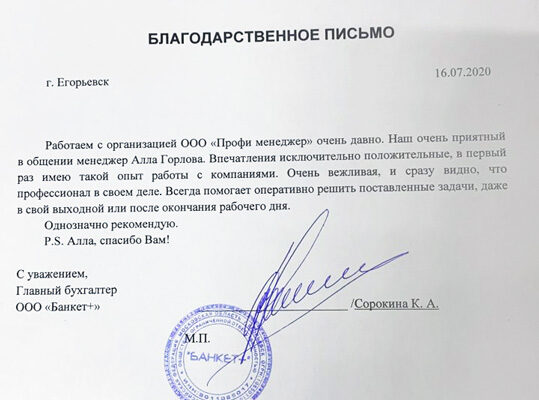 БЛАГОДАРСТВЕННОЕ ПИСЬМО
г. Егорьевск
16.07.2020
Работаем с организацией ООО «Профи менеджер» очень давно. Наш очень приятный
в общении менеджер Алла Горлова. Впечатления исключительно положительные, в первый
раз имею такой опыт работы с компаниями. Очень вежливая, и сразу видно, что
профессионал в своем деле. Всегда помогает оперативно решить поставленные задачи, даже
в свой выходной или после окончания рабочего дня.
Однозначно рекомендую.
P.S. Алла, спасибо Вам!
С уважением,
Главный бухгалтер
ООО «Банкет+»
/Сорокина К. А.
М.П.
"БАНКЕТ+"
МОСКОВСКАЯ ОБЛАСТЬ